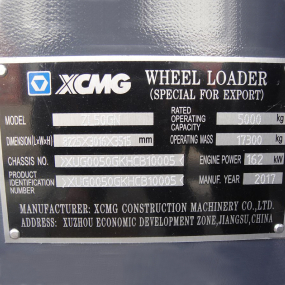 XCMG WHEEL LOADER
(SPECIAL FOR EXPORT)
MODEL ZL50GN
RATED OPERATING CAPACITY 5000 kg
DIMENSION(L×W×H) mm
OPERATING MASS 17300 kg
CHASSIS NO.
ENGINE POWER 162 kW
PRODUCT IDENTIFICATION NUMBER
MANUF. YEAR 2017
MANUFACTURER: XCMG CONSTRUCTION MACHINERY CO.,LTD.
ADDRESS: XUZHOU ECONOMIC DEVELOPMENT ZONE,JIANGSU,CHINA